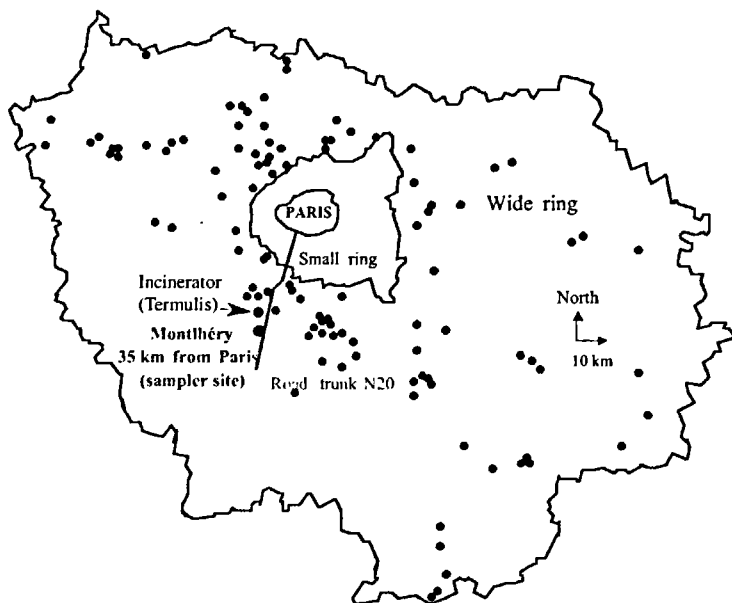 PARIS
Wide ring
Small ring
Incinerator
(Termulis)
North
10 km
Montlhéry
35 km from Paris
(sampler site)
Road trunk N20